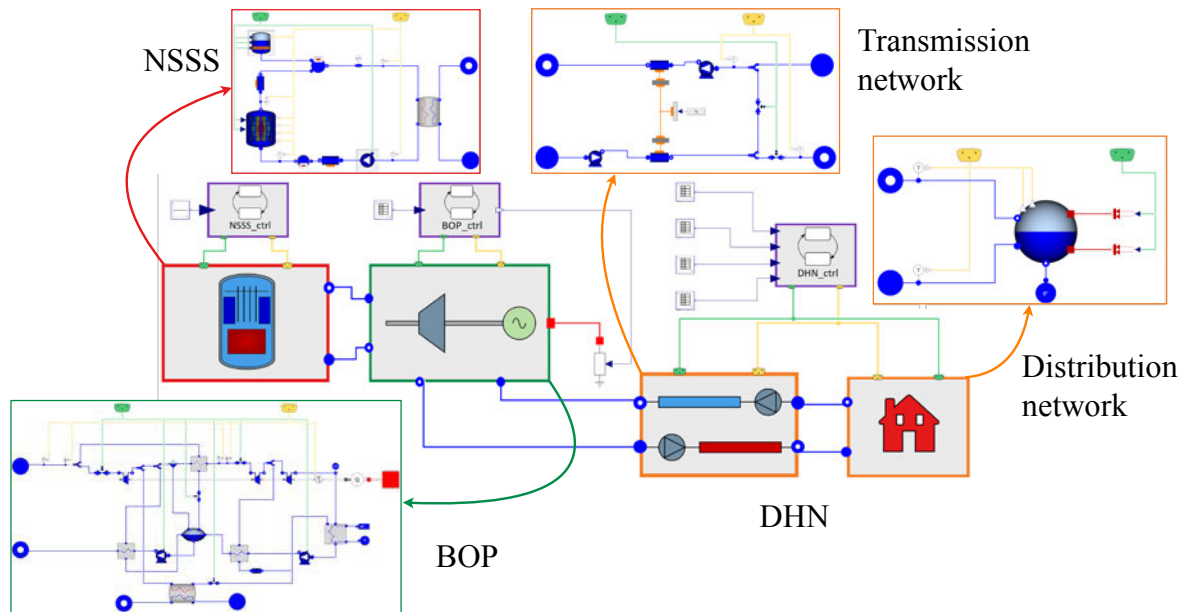 NSSS
Transmission
network
NSSS_ctrl
BOP_ctrl
DHN_ctrl
Distribution
network
DHN
BOP